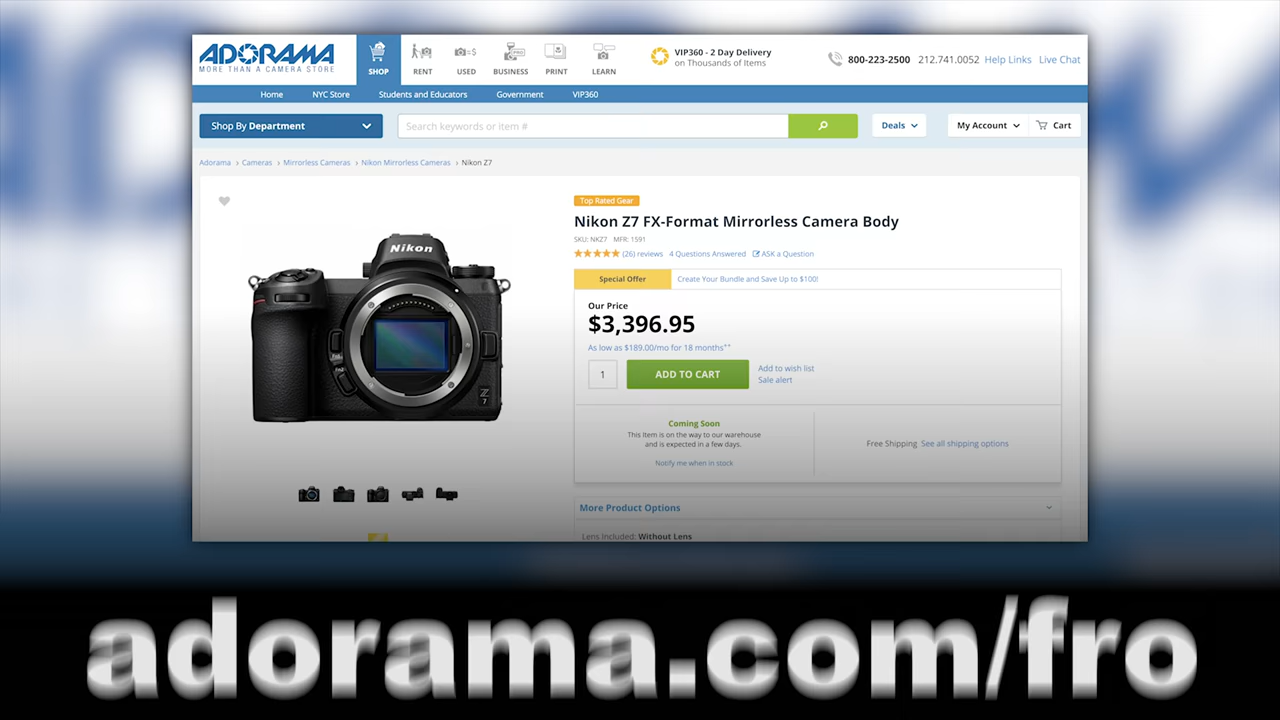 ADORAMA
MORE THAN A CAMERA STORE
SHOP
RENT
USED
BUSINESS
PRINT
LEARN
VIP360 - 2 Day Delivery
on Thousands of Items
800-223-2500 212.741.0052 Help Links Live Chat
Home NYC Store Students and Educators Government VIP360
Shop By Department
Search keywords or item #
Deals
My Account
Cart
Adorama › Cameras › Mirrorless Cameras › Nikon Mirrorless Cameras › Nikon Z7
Top Rated Gear
Nikon Z7 FX-Format Mirrorless Camera Body
SKU: NKZ7 MFR: 1591
(26) reviews 4 Questions Answered ASK a Question
Special Offer
Create Your Bundle and Save Up to $100!
Our Price
$3,396.95
As low as $189.00/mo for 18 months**
1
ADD TO CART
Add to wish list
Sale alert
Coming Soon
This Item is on the way to our warehouse
and is expected in a few days.
Notify me when in stock
Free Shipping See all shipping options
More Product Options
Lens Included: Without Lens
Nikon
Fn1
Fn2
Z
7
adorama.com/fro